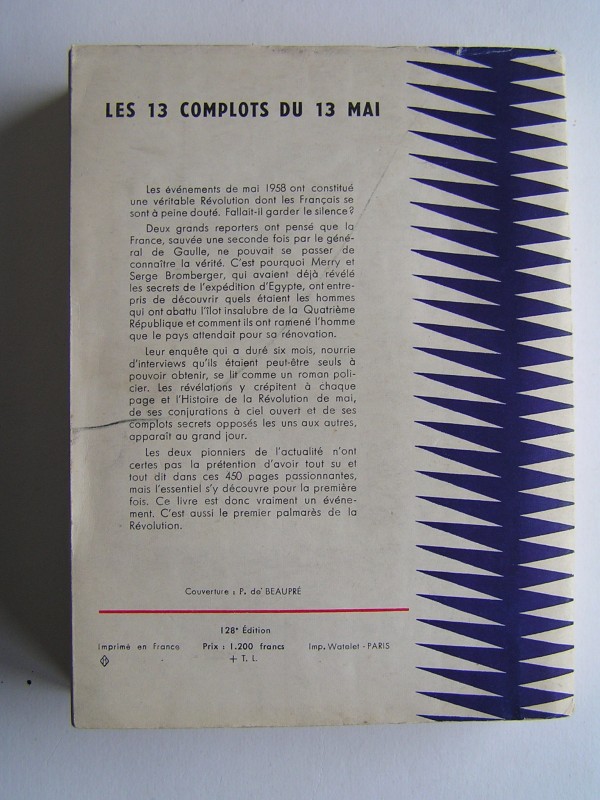 LES 13 COMPLOTS DU 13 MAI
Les événements de mai 1958 ont constitué
une véritable Révolution dont les Français se
sont à peine douté. Fallait-il garder le silence ?
Deux grands reporters ont pensé que la
France, sauvée une seconde fois par le géné-
ral de Gaulle, ne pouvait se passer de
connaître la vérité. C'est pourquoi Merry et
Serge Bromberger, qui avaient déjà révélé
les secrets de l'expédition d'Egypte, ont entre-
pris de découvrir quels étaient les hommes
qui ont abattu l'îlot insalubre de la Quatrième
République et comment ils ont ramené l'homme
que le pays attendait pour sa rénovation.
Leur enquête qui a duré six mois, nourrie
d'interviews qu'ils étaient peut-être seuls à
pouvoir obtenir, se lit comme un roman poli-
cier. Les révélations y crépitent à chaque
page et l'Histoire de la Révolution de mai,
de ses conjurations à ciel ouvert et de ses
complots secrets opposés les uns aux autres,
apparaît au grand jour.
Les deux pionniers de l'actualité n'ont
certes pas la prétention d'avoir tout su et
tout dit dans ces 450 pages passionnantes,
mais l'essentiel s'y découvre pour la première
fois. Ce livre est donc vraiment un événe-
ment. C'est aussi le premier palmarès de la
Révolution.
Couverture : P. de BEAUPRÉ
128e Édition
Imprimé en France Prix : 1.200 francs Imp. Watelet - PARIS
+ T. L.